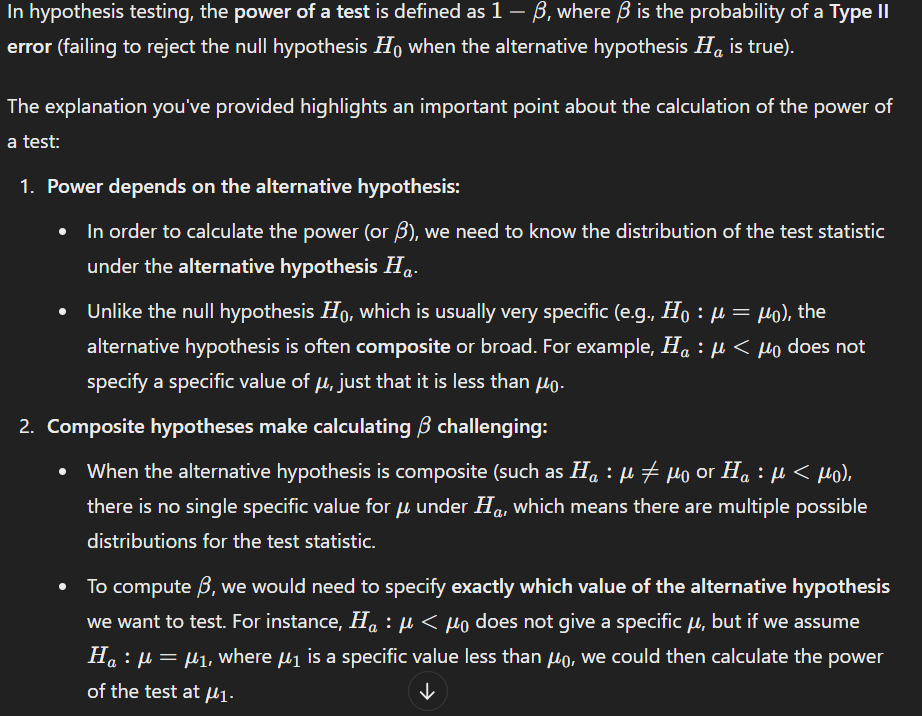 In hypothesis testing, the power of a test is defined as 1 − β, where β is the probability of a Type II
error (failing to reject the null hypothesis H₀ when the alternative hypothesis Hₐ is true).
The explanation you've provided highlights an important point about the calculation of the power of
a test:
1. Power depends on the alternative hypothesis:
• In order to calculate the power (or β), we need to know the distribution of the test statistic
under the alternative hypothesis Hₐ.
• Unlike the null hypothesis H₀, which is usually very specific (e.g., H₀ : μ = μ₀), the
alternative hypothesis is often composite or broad. For example, Hₐ : μ < μ₀ does not
specify a specific value of μ, just that it is less than μ₀.
2. Composite hypotheses make calculating β challenging:
• When the alternative hypothesis is composite (such as Hₐ : μ ≠ μ₀ or Hₐ : μ < μ₀),
there is no single specific value for μ under Hₐ, which means there are multiple possible
distributions for the test statistic.
• To compute β, we would need to specify exactly which value of the alternative hypothesis
we want to test. For instance, Hₐ : μ < μ₀ does not give a specific μ, but if we assume
Hₐ : μ = μ₁, where μ₁ is a specific value less than μ₀, we could then calculate the power
of the test at μ₁.